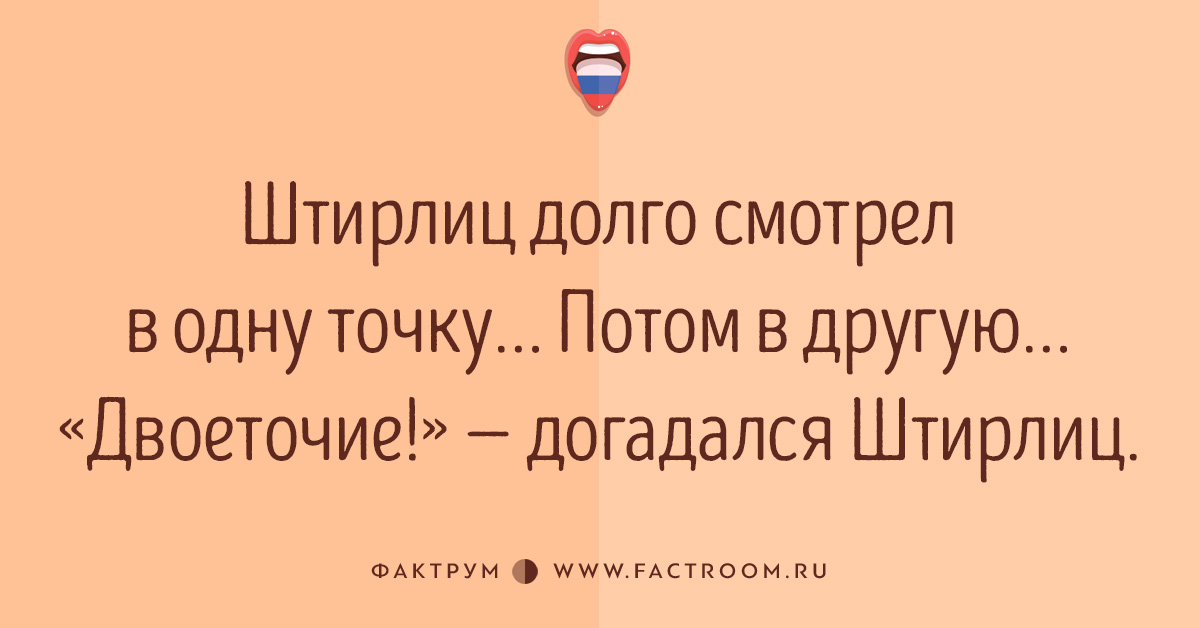 Штирлиц долго смотрел
в одну точку... Потом в другую...
«Двоеточие!» — догадался Штирлиц.
ФАКТРУМ WWW.FACTROOM.RU